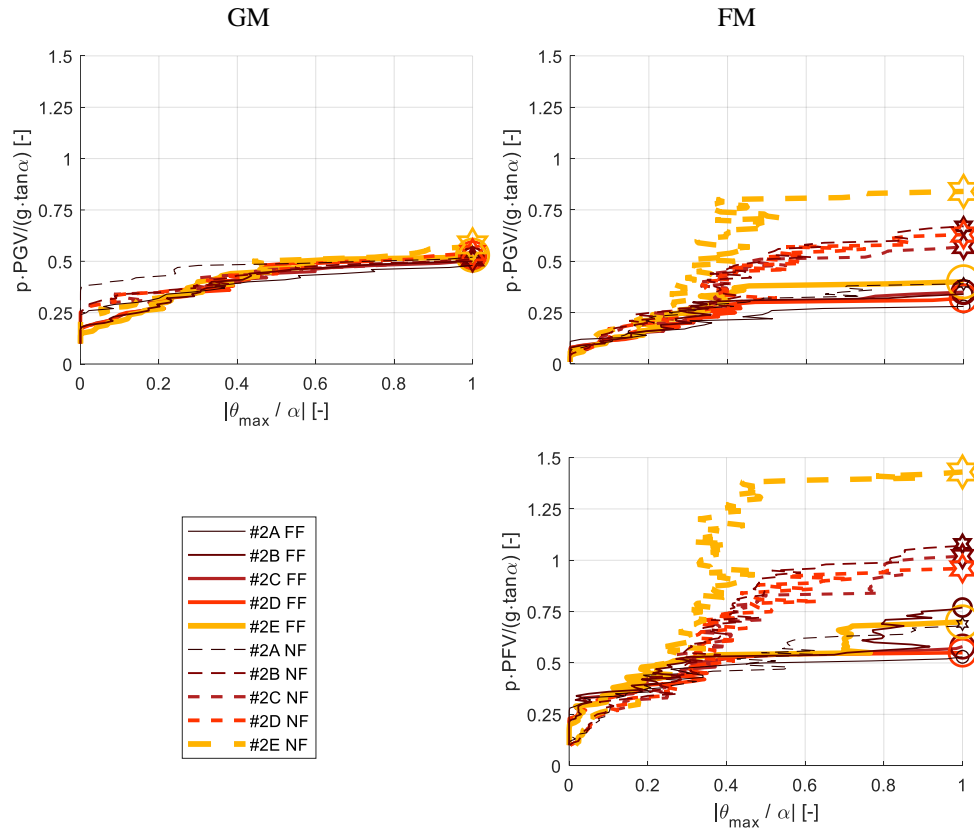 GM
FM
1.5
1.25
1
0.75
0.5
0.25
0
p·PGV/(g·tanα) [-]
0 0.2 0.4 0.6 0.8 1
|θmax / α| [-]
1.5
1.25
1
0.75
0.5
0.25
0
p·PGV/(g·tanα) [-]
#2A FF
#2B FF
#2C FF
#2D FF
#2E FF
#2A NF
#2B NF
#2C NF
#2D NF
#2E NF
1.5
1.25
1
0.75
0.5
0.25
0
p·PFV/(g·tanα) [-]
0 0.2 0.4 0.6 0.8 1
|θmax / α| [-]